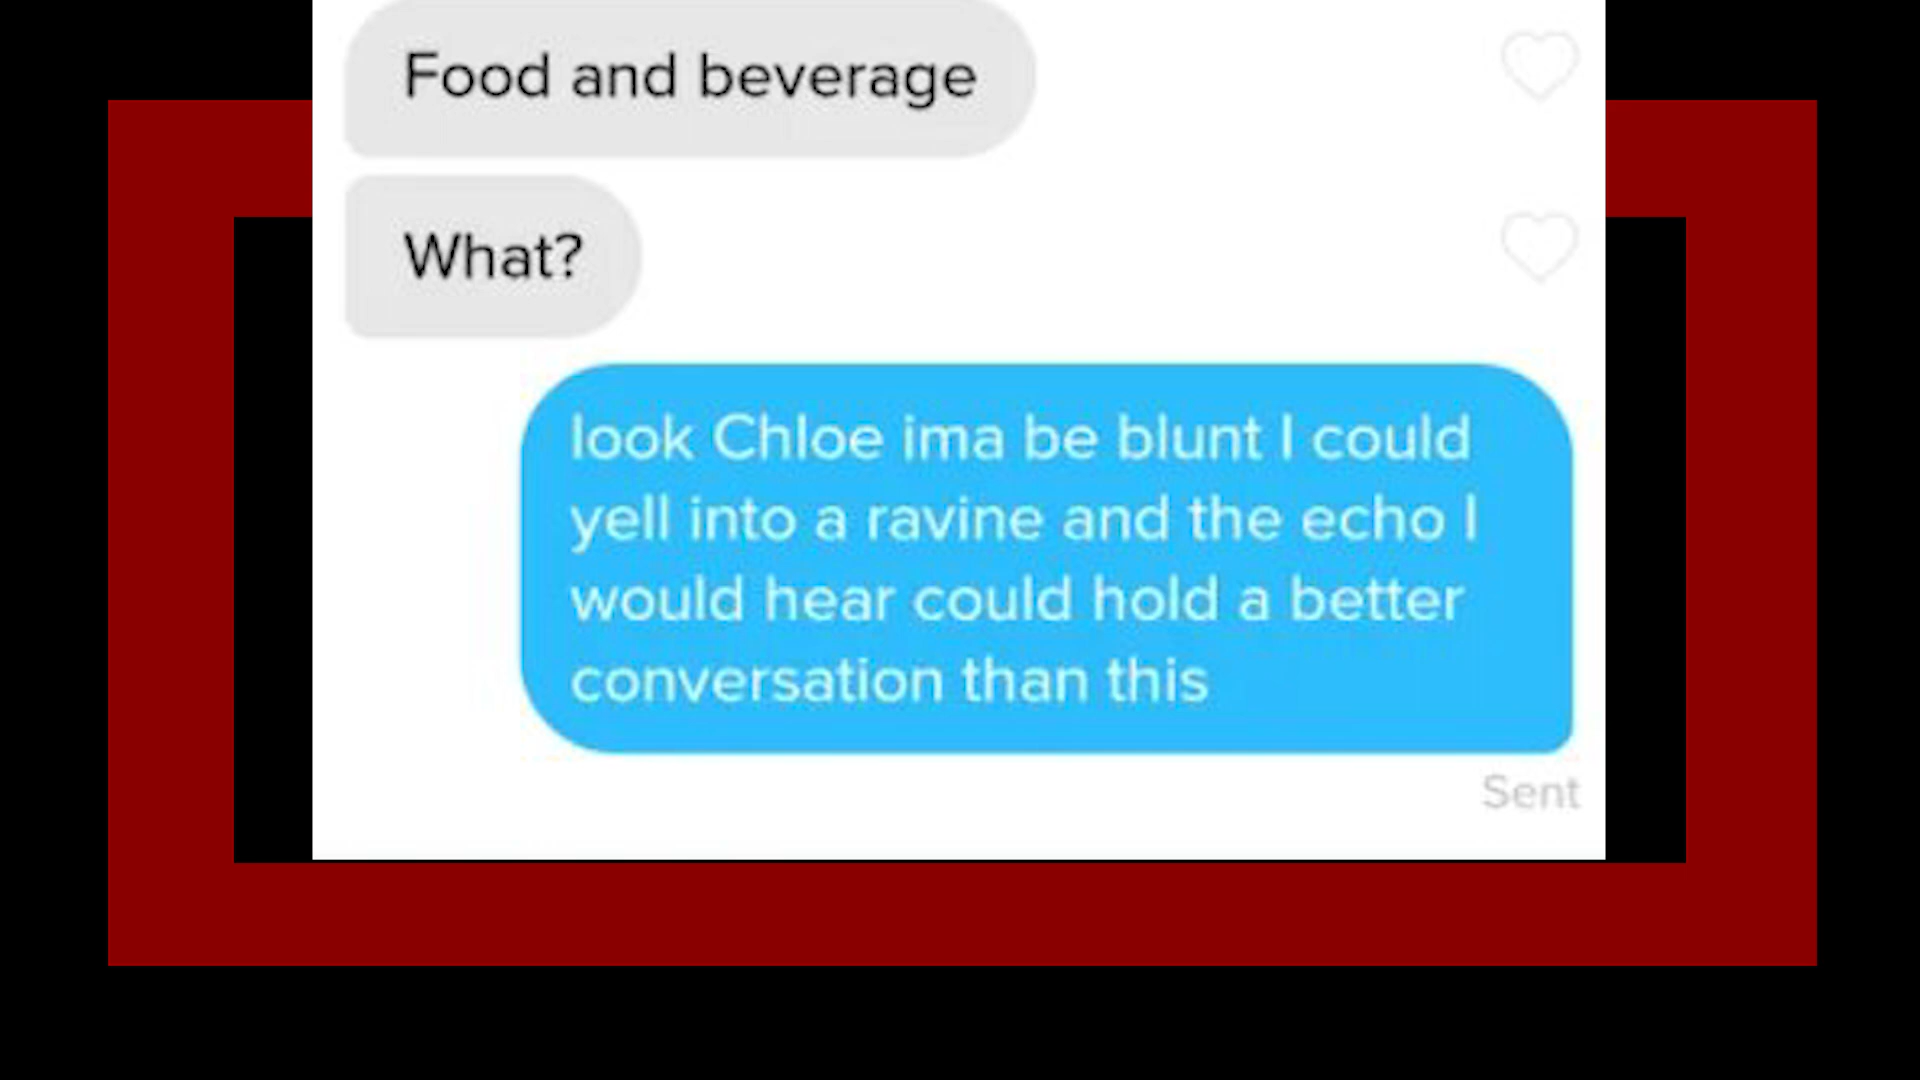 Food and beverage
What?
look Chloe ima be blunt I could
yell into a ravine and the echo I
would hear could hold a better
conversation than this
Sent